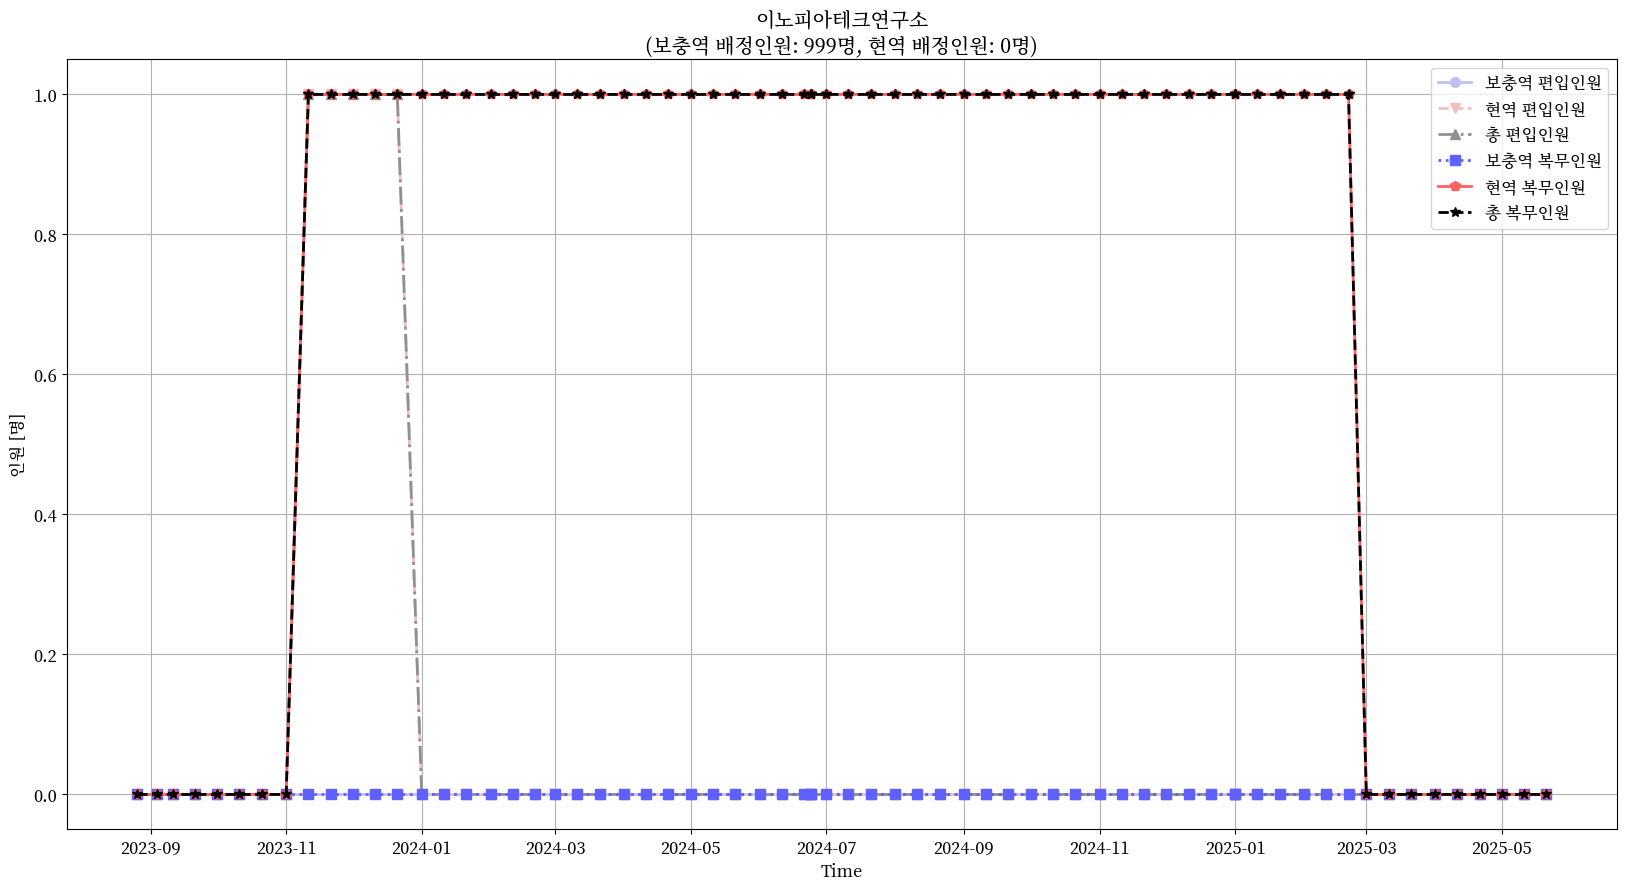 이노피아테크연구소
(보충역 배정인원: 999명, 현역 배정인원: 0명)
보충역 편입인원
현역 편입인원
총 편입인원
보충역 복무인원
현역 복무인원
총 복무인원
1.0
0.8
0.6
0.4
0.2
0.0
인원 [명]
2023-09 2023-11 2024-01 2024-03 2024-05 2024-07 2024-09 2024-11 2025-01 2025-03 2025-05
Time